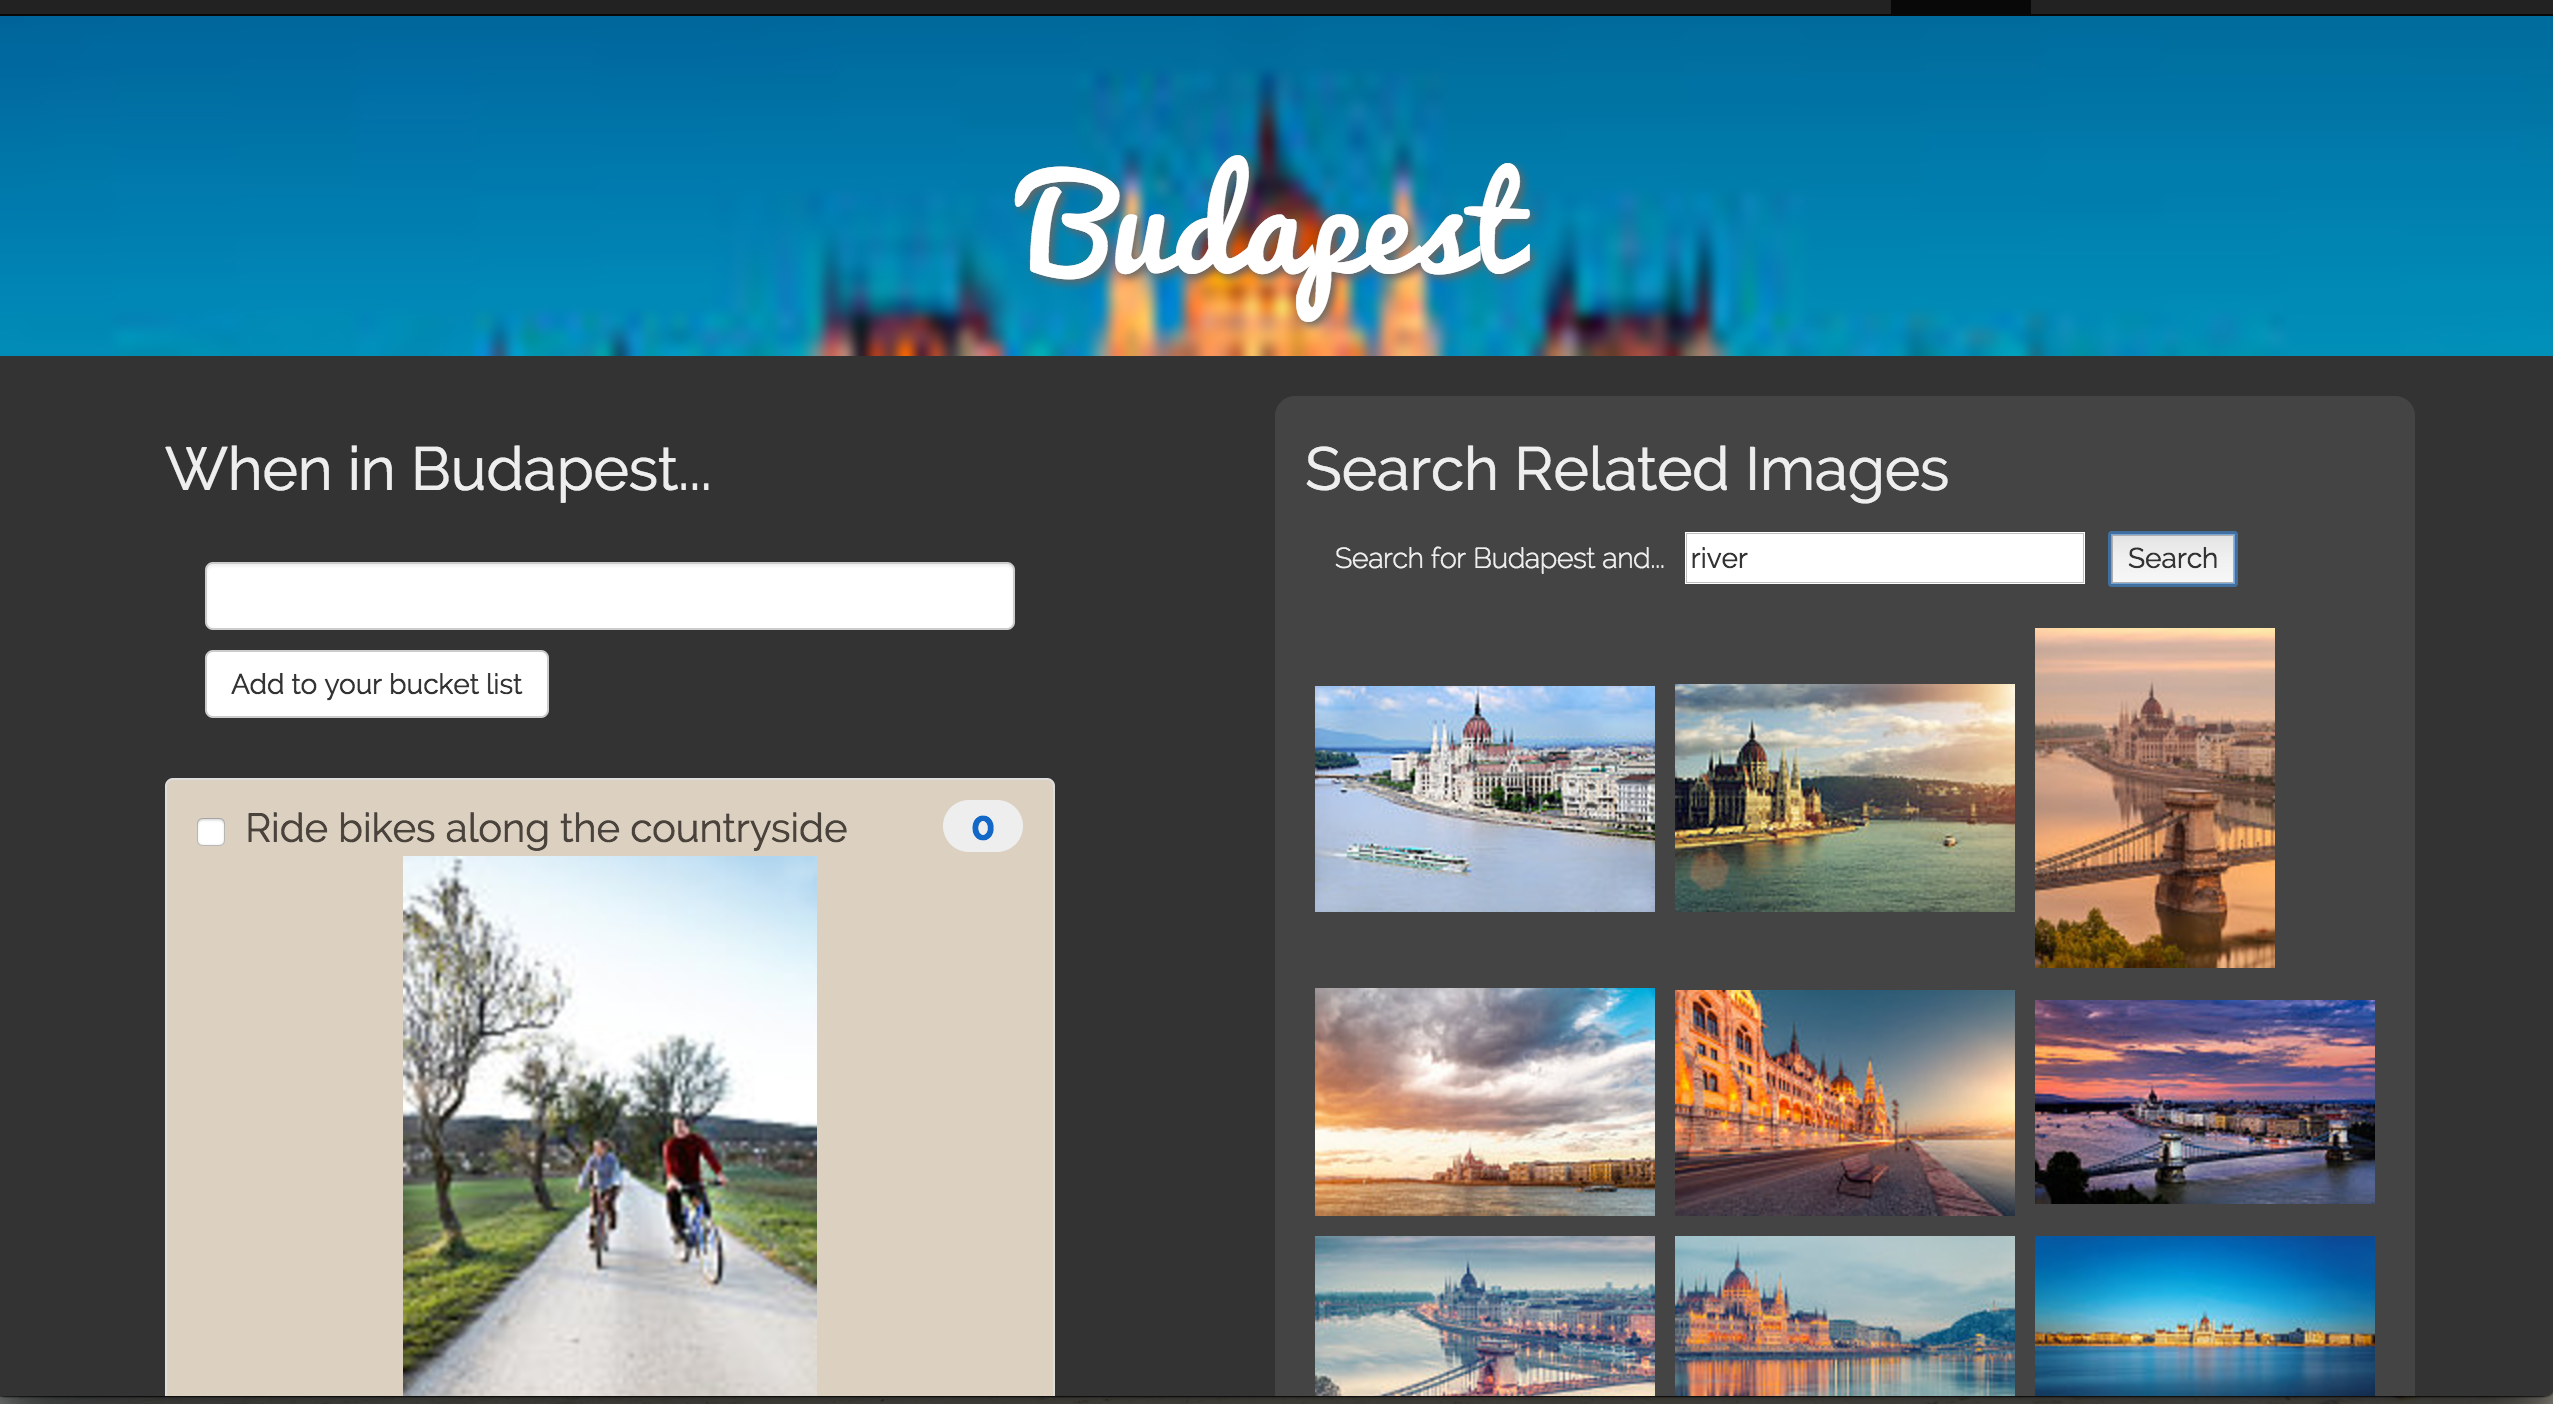 Budapest
When in Budapest...
Add to your bucket list
Ride bikes along the countryside
0
Search Related Images
Search for Budapest and...
river
Search